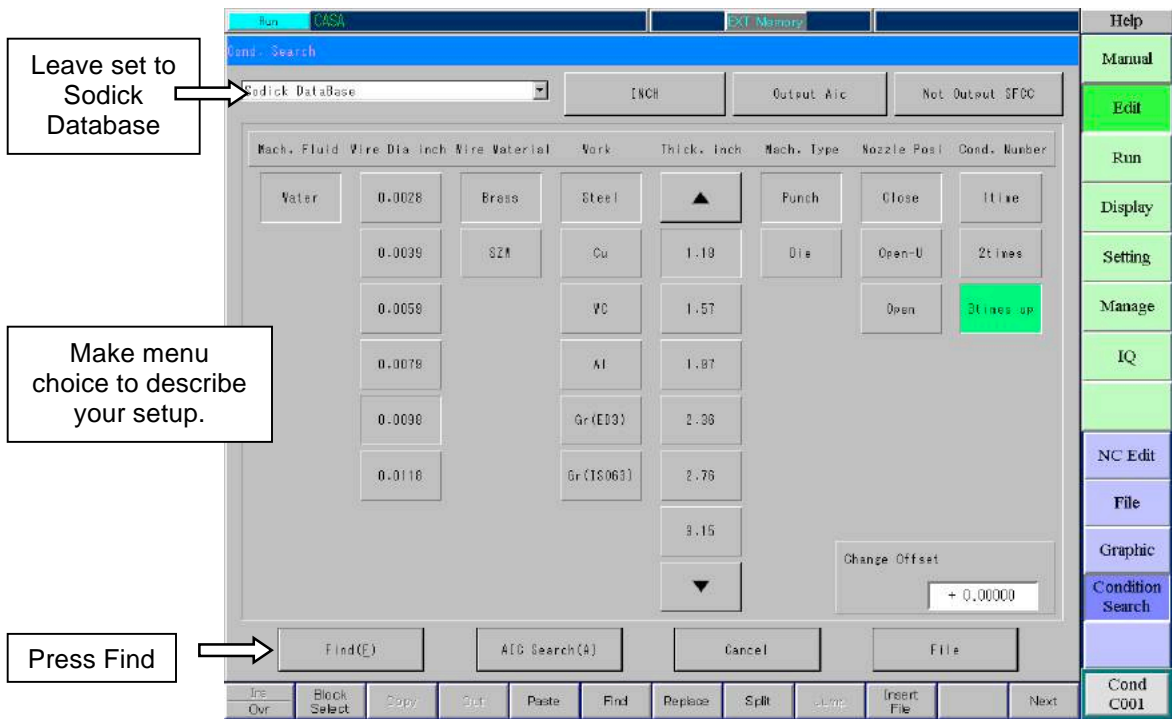 Run CASA EXT Memory Help
Cond. Search
Leave set to
Sodick
Database
Sodick DataBase INCH Output Aic Not Output SFCC
Mach. Fluid Wire Dia inch Wire Material Work Thick. inch Mach. Type Nozzle Posi Cond. Number
Water 0.0028 Brass Steel ▲ Punch Close 1time
0.0039 SZM Cu 1.18 Die Open-U 2times
0.0059 WC 1.57 Open 3times up
0.0079 Al 1.97
0.0098 Gr(ED3) 2.36
0.0118 Gr(ISO63) 2.76
3.15
▼
Change Offset
+ 0.00000
Make menu
choice to describe
your setup.
Press Find
Find(F) AIC Search(A) Cancel File
Ins
Ovr
Block
Select
Copy Cut Paste Find Replace Split Jump
Insert
File
Next
Manual
Edit
Run
Display
Setting
Manage
IQ
NC Edit
File
Graphic
Condition
Search
Cond
C001